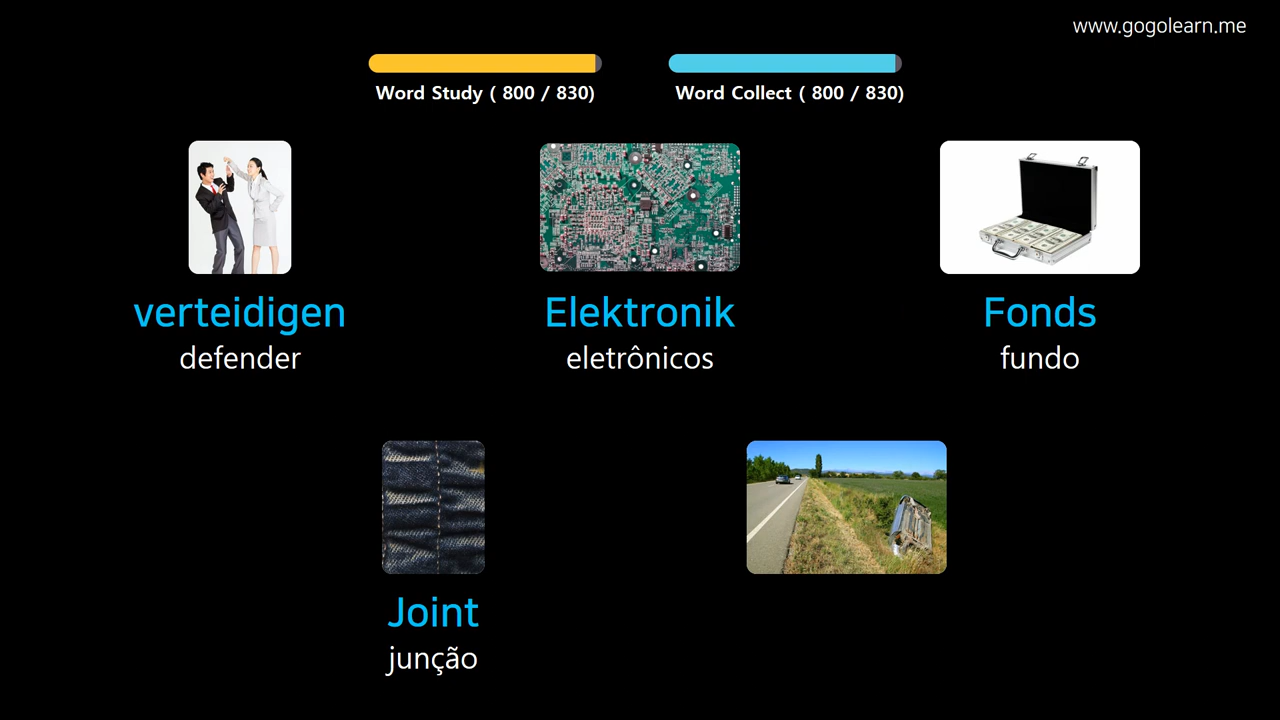 www.gogolearn.me
Word Study ( 800 / 830)
Word Collect ( 800 / 830)
verteidigen
defender
Elektronik
eletrônicos
Fonds
fundo
Joint
junção